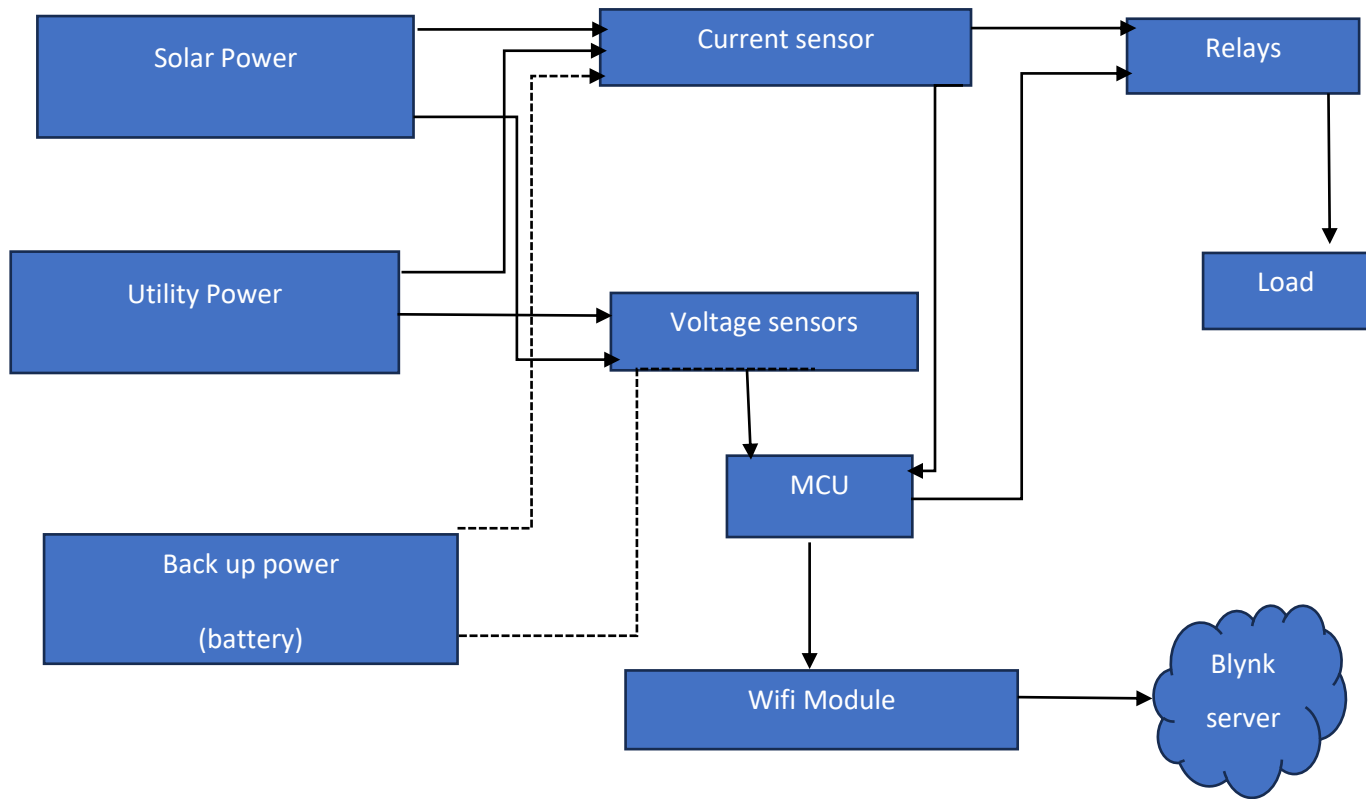 Solar Power
Current sensor
Relays
Utility Power
Load
Voltage sensors
MCU
Back up power
(battery)
Wifi Module
Blynk
server